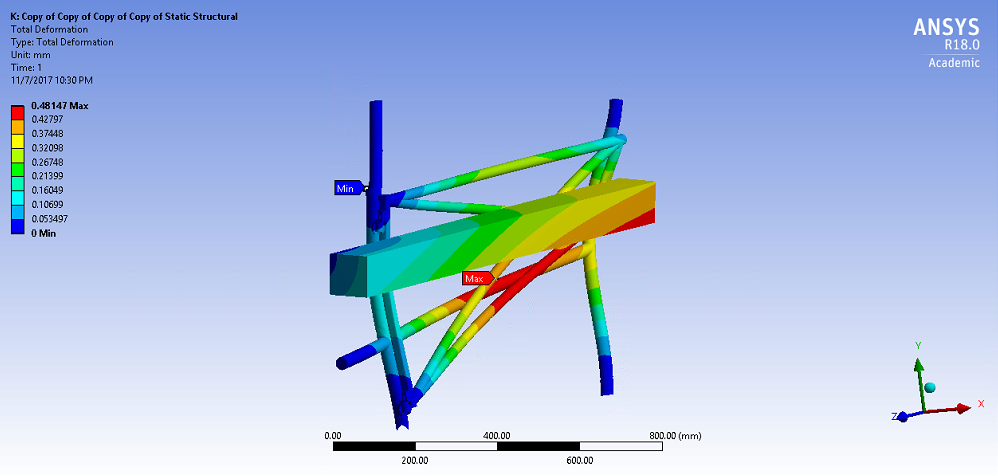 K: Copy of Copy of Copy of Copy of Static Structural
Total Deformation
Type: Total Deformation
Unit: mm
Time: 1
11/7/2017 10:30 PM
0.48147 Max
0.42797
0.37448
0.32098
0.26748
0.21399
0.16049
0.10699
0.053497
0 Min
ANSYS
R18.0
Academic
Min
Max
Y
X
Z
0.00 400.00 800.00 (mm)
200.00 600.00